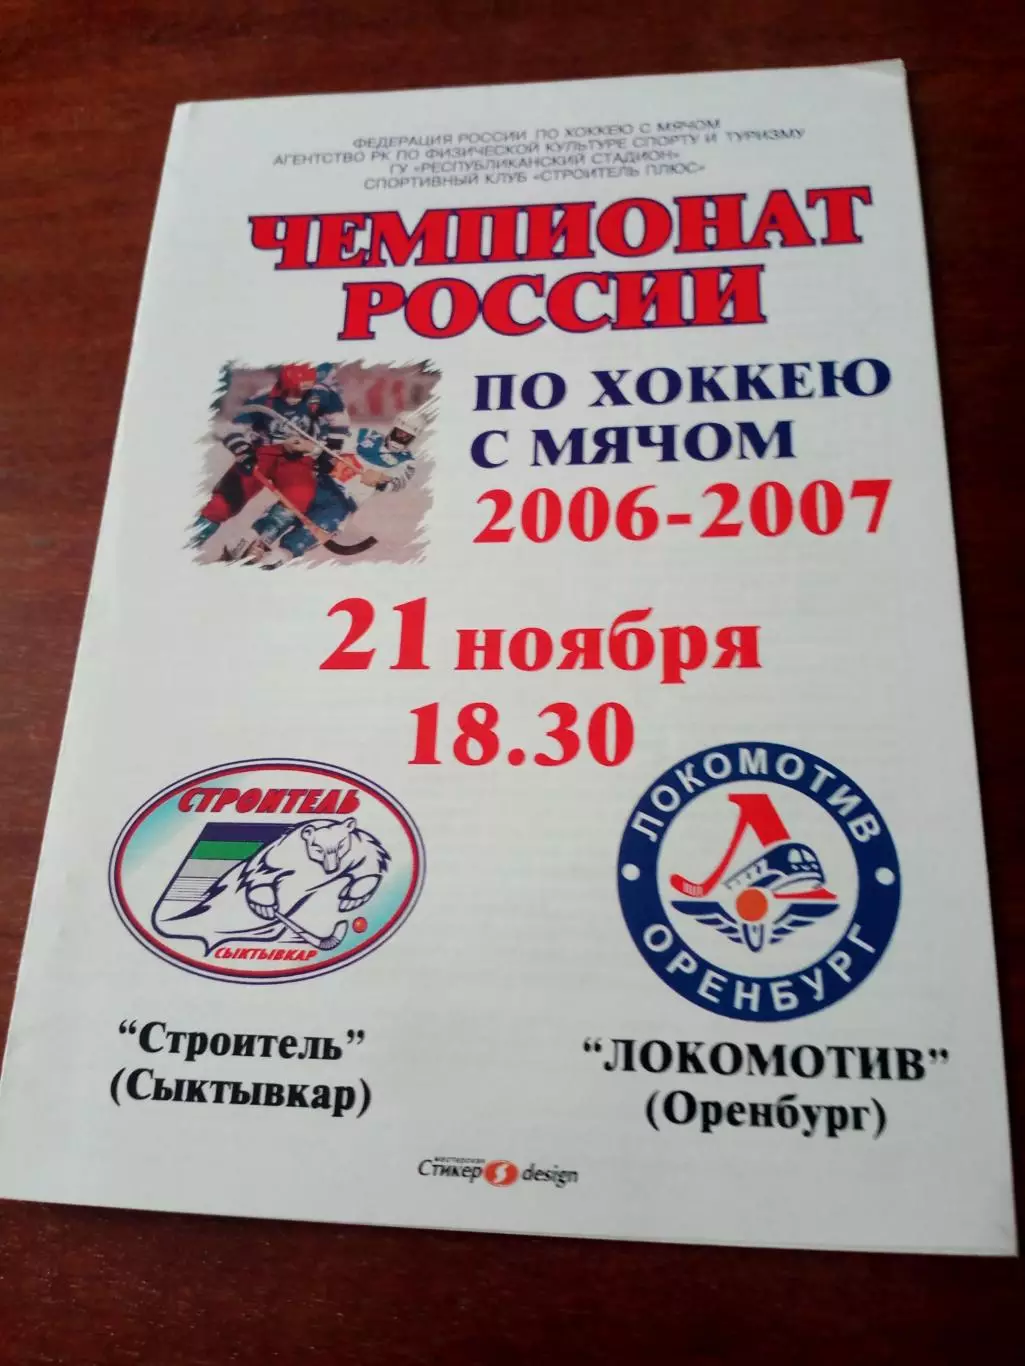 ФЕДЕРАЦИЯ РОССИИ ПО ХОККЕЮ С МЯЧОМ
АГЕНТСТВО РК ПО ФИЗИЧЕСКОЙ КУЛЬТУРЕ СПОРТУ И ТУРИЗМУ
ГУ «РЕСПУБЛИКАНСКИЙ СТАДИОН»
СПОРТИВНЫЙ КЛУБ «СТРОИТЕЛЬ ПЛЮС»
ЧЕМПИОНАТ
РОССИИ
ПО ХОККЕЮ
С МЯЧОМ
2006-2007
21 ноября
18.30
СТРОИТЕЛЬ
СЫКТЫВКАР
ЛОКОМОТИВ
ОРЕНБУРГ
“Строитель”
(Сыктывкар)
“ЛОКОМОТИВ”
(Оренбург)
мастерская
Стикер design